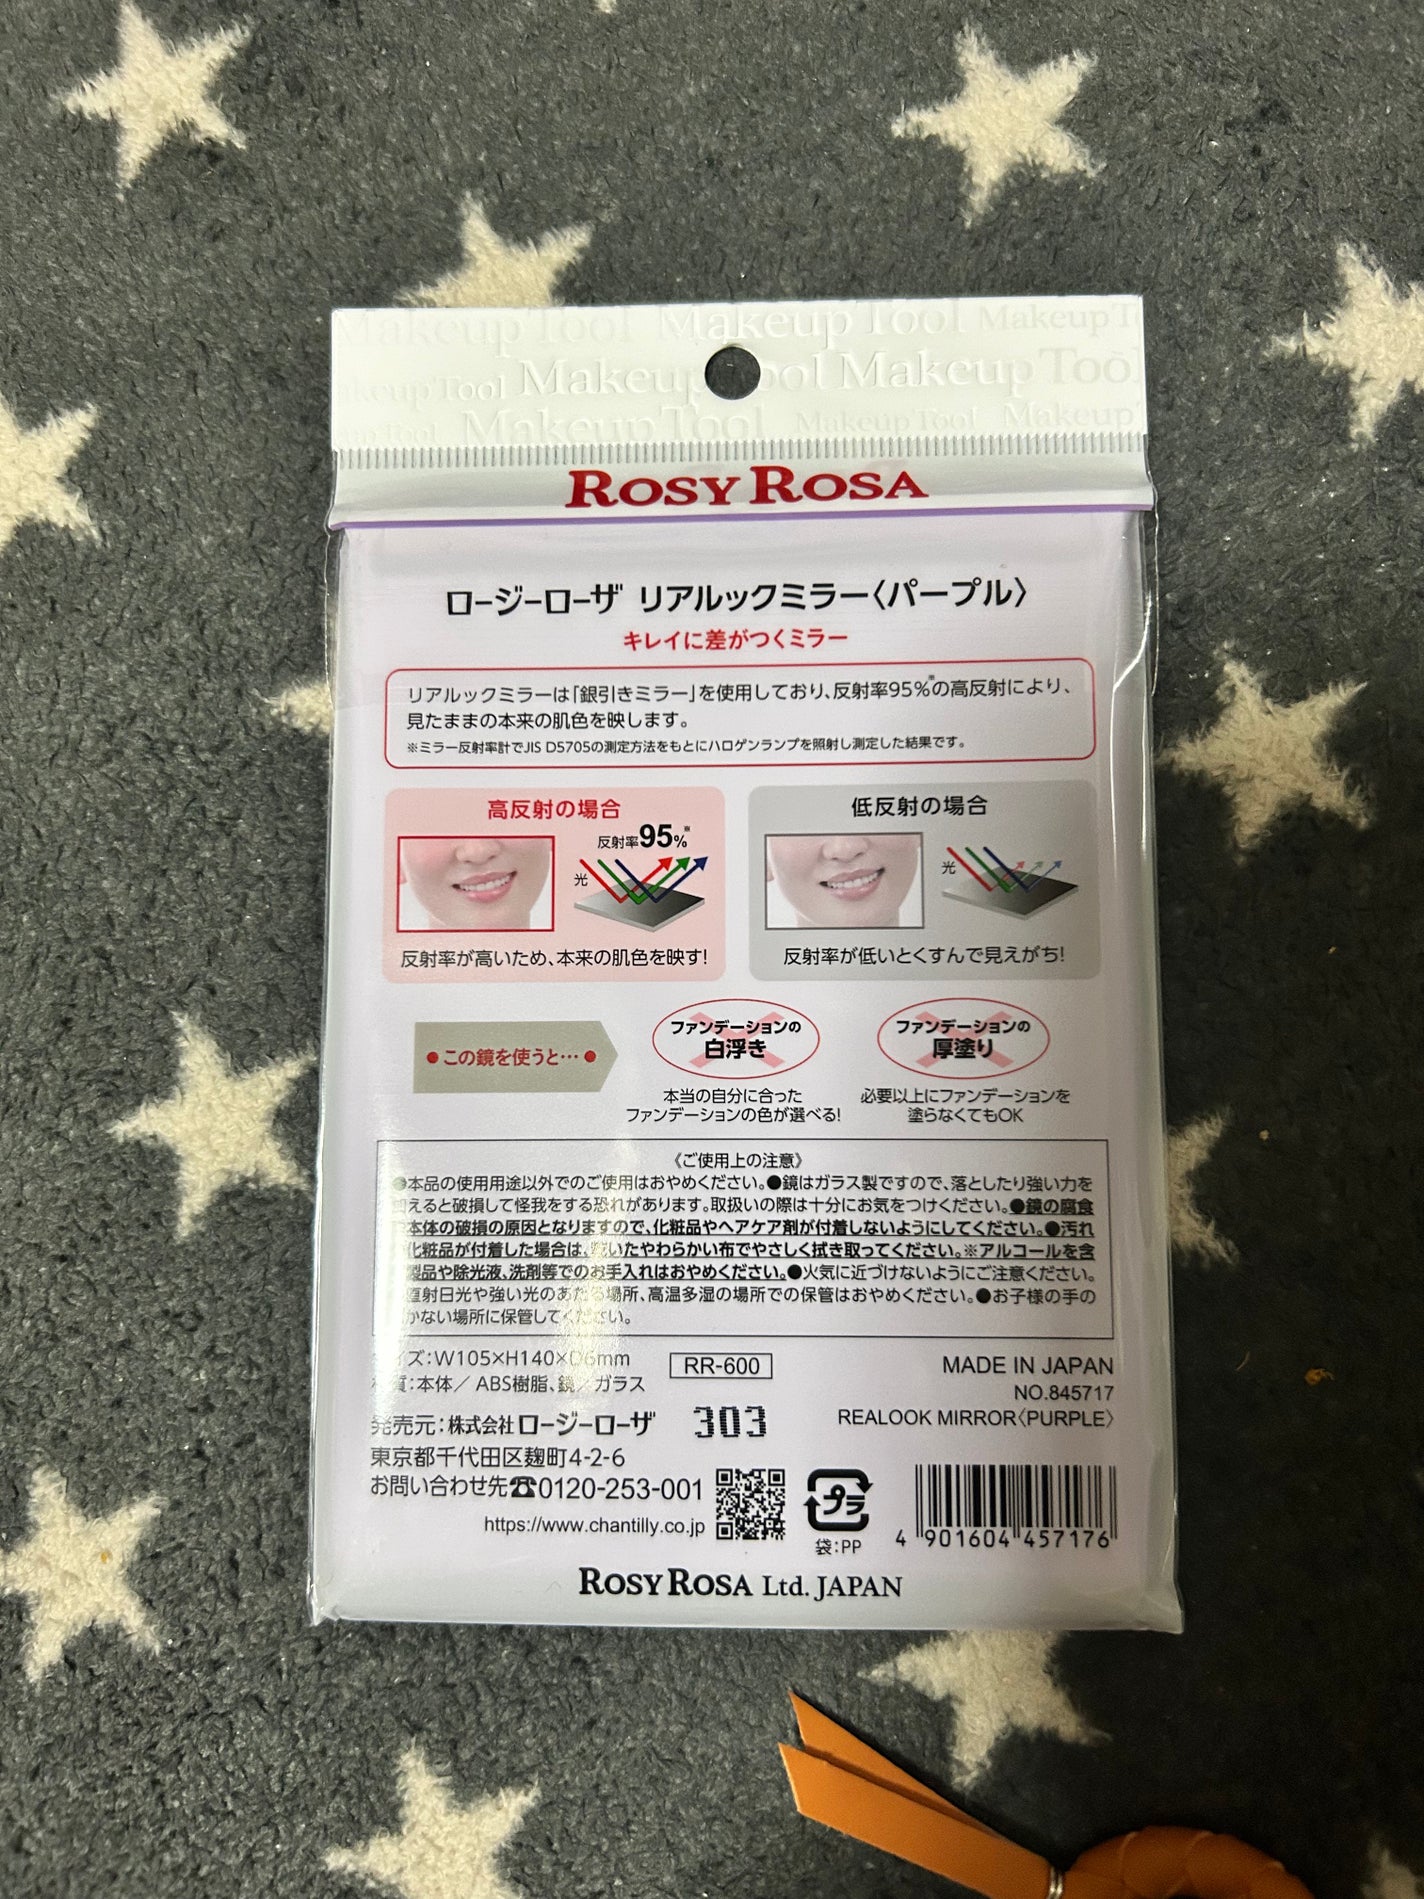 Makeup Tool Makeup Tool Makeup
Makeup Tool Makeup Tool Makeup Tool
Tool Makeup Tool Makeup Tool Makeup
ROSY ROSA
ロージーローザ リアルックミラー〈パープル〉
キレイに差がつくミラー
リアルックミラーは「銀引きミラー」を使用しており、反射率95%※の高反射により、
見たままの本来の肌色を映します。
※ミラー反射率計でJIS D5705の測定方法をもとにハロゲンランプを照射し測定した結果です。
高反射の場合
反射率95%※
光
反射率が高いため、本来の肌色を映す!
低反射の場合
光
反射率が低いとくすんで見えがち!
●この鏡を使うと…●
ファンデーションの
白浮き
本当の自分に合った
ファンデーションの色が選べる!
ファンデーションの
厚塗り
必要以上にファンデーションを
塗らなくてもOK
《ご使用上の注意》
●本品の使用用途以外でのご使用はおやめください。●鏡はガラス製ですので、落としたり強い力を
加えると破損して怪我をする恐れがあります。取扱いの際は十分にお気をつけください。●鏡の腐食
本体の破損の原因となりますので、化粧品やヘアケア剤が付着しないようにしてください。●汚れ
化粧品が付着した場合は、乾いたやわらかい布でやさしく拭き取ってください。※アルコールを含
製品や除光液、洗剤等でのお手入れはおやめください。●火気に近づけないようにご注意ください。
直射日光や強い光のあたる場所、高温多湿の場所での保管はおやめください。●お子様の手の
かない場所に保管してください。
イズ:W105×H140×D6mm
質:本体/ABS樹脂、鏡/ガラス
RR-600
MADE IN JAPAN
NO.845717
REALOOK MIRROR〈PURPLE〉
発売元:株式会社ロージーローザ
303
東京都千代田区麹町4-2-6
お問い合わせ先☎0120-253-001
https://www.chantilly.co.jp
プラ
袋:PP
4 901604 457176
ROSY ROSA Ltd. JAPAN